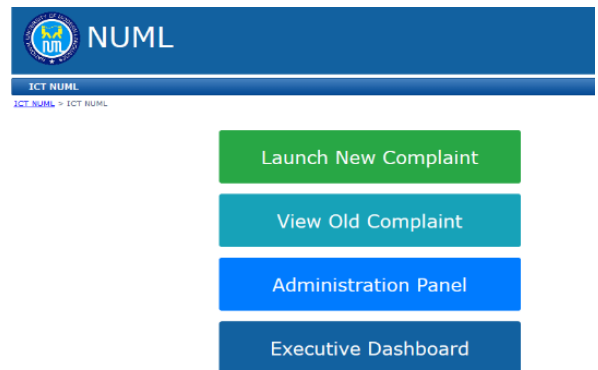 NUML
ICT NUML
ICT NUML > ICT NUML
Launch New Complaint
View Old Complaint
Administration Panel
Executive Dashboard